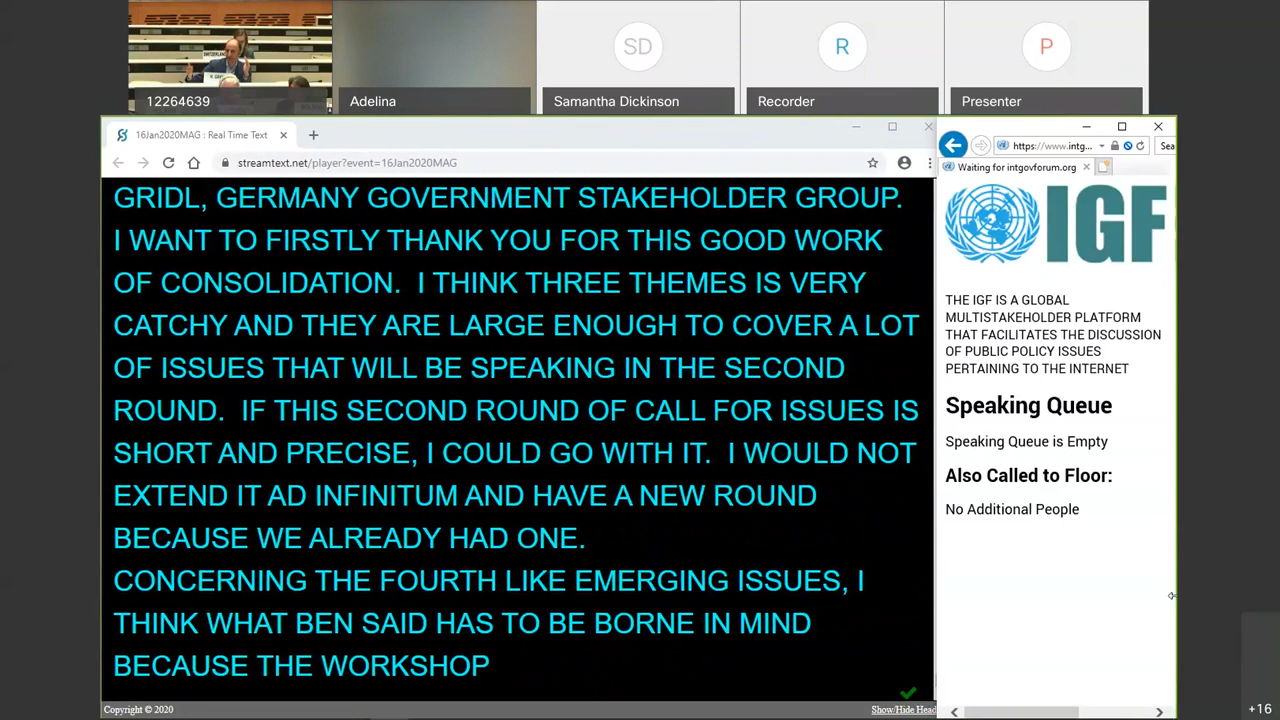 SWITZERLAND
SD
R
P
12264639
Adelina
Samantha Dickinson
Recorder
Presenter
16Jan2020MAG : Real Time Text
streamtext.net/player?event=16Jan2020MAG
GRIDL, GERMANY GOVERNMENT STAKEHOLDER GROUP.
I WANT TO FIRSTLY THANK YOU FOR THIS GOOD WORK
OF CONSOLIDATION.  I THINK THREE THEMES IS VERY
CATCHY AND THEY ARE LARGE ENOUGH TO COVER A LOT
OF ISSUES THAT WILL BE SPEAKING IN THE SECOND
ROUND.  IF THIS SECOND ROUND OF CALL FOR ISSUES IS
SHORT AND PRECISE, I COULD GO WITH IT.  I WOULD NOT
EXTEND IT AD INFINITUM AND HAVE A NEW ROUND
BECAUSE WE ALREADY HAD ONE.
CONCERNING THE FOURTH LIKE EMERGING ISSUES, I
THINK WHAT BEN SAID HAS TO BE BORNE IN MIND
BECAUSE THE WORKSHOP
Copyright © 2020
Show/Hide Head
https://www.intg...
Sea
Waiting for intgovforum.org
IGF
THE IGF IS A GLOBAL
MULTISTAKEHOLDER PLATFORM
THAT FACILITATES THE DISCUSSION
OF PUBLIC POLICY ISSUES
PERTAINING TO THE INTERNET
Speaking Queue
Speaking Queue is Empty
Also Called to Floor:
No Additional People
+16